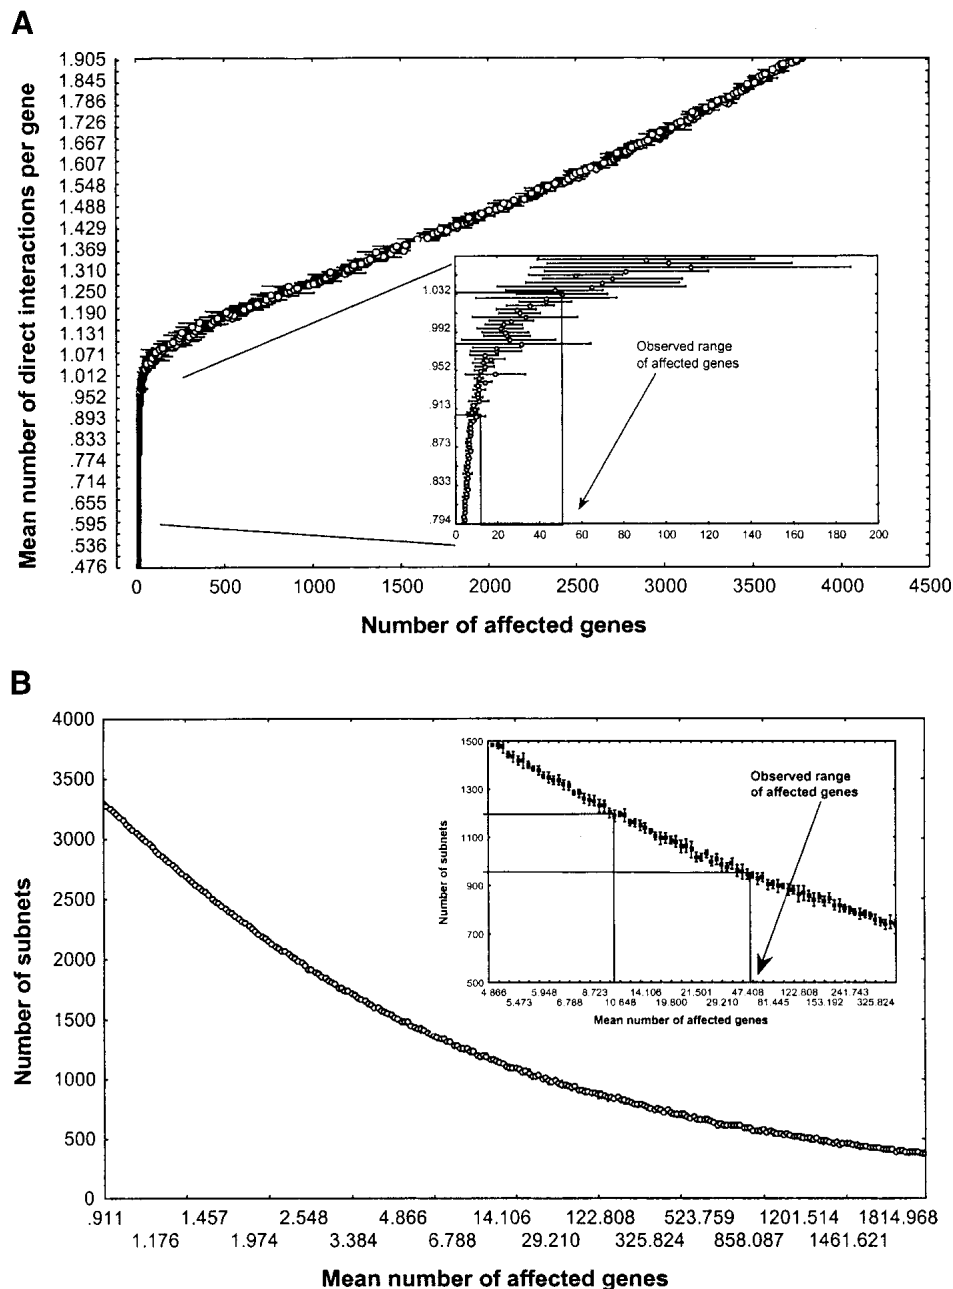 A
Mean number of direct interactions per gene
1.905
1.845
1.786
1.726
1.667
1.607
1.548
1.488
1.429
1.369
1.310
1.250
1.190
1.131
1.071
1.012
.952
.893
.833
.774
.714
.655
.595
.536
.476
0 500 1000 1500 2000 2500 3000 3500 4000 4500
Number of affected genes
1.032
.992
.952
.913
.873
.833
.794
0 20 40 60 80 100 120 140 160 180 200
Observed range
of affected genes
B
Number of subnets
4000
3500
3000
2500
2000
1500
1000
500
0
.911 1.457 2.548 4.866 14.106 122.808 523.759 1201.514 1814.968
1.176 1.974 3.384 6.788 29.210 325.824 858.087 1461.621
Mean number of affected genes
Number of subnets
1500
1300
1100
900
700
500
4.866 5.948 8.723 14.106 21.501 47.408 122.808 241.743
5.473 6.788 10.648 19.800 29.210 81.445 153.192 325.824
Mean number of affected genes
Observed range
of affected genes